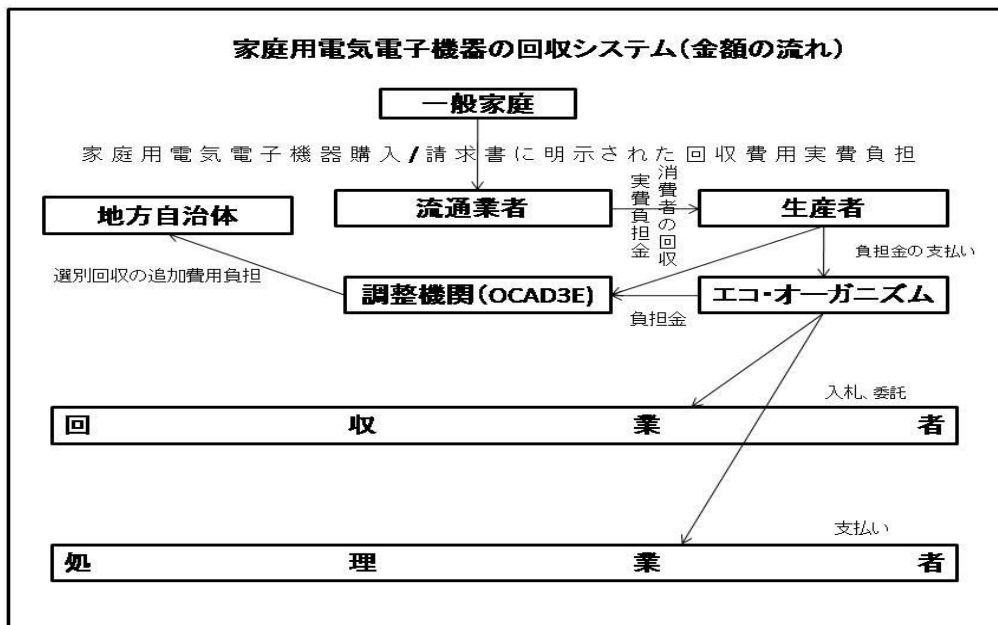 家庭用電気電子機器の回収システム(金額の流れ)
一般家庭
家庭用電気電子機器購入/請求書に明示された回収費用実費負担
地方自治体
流通業者
消費者の回収
実費負担金
生産者
選別回収の追加費用負担
負担金の支払い
調整機関(OCAD3E)
エコ・オーガニズム
負担金
入札、委託
回収業者
支払い
処理業者